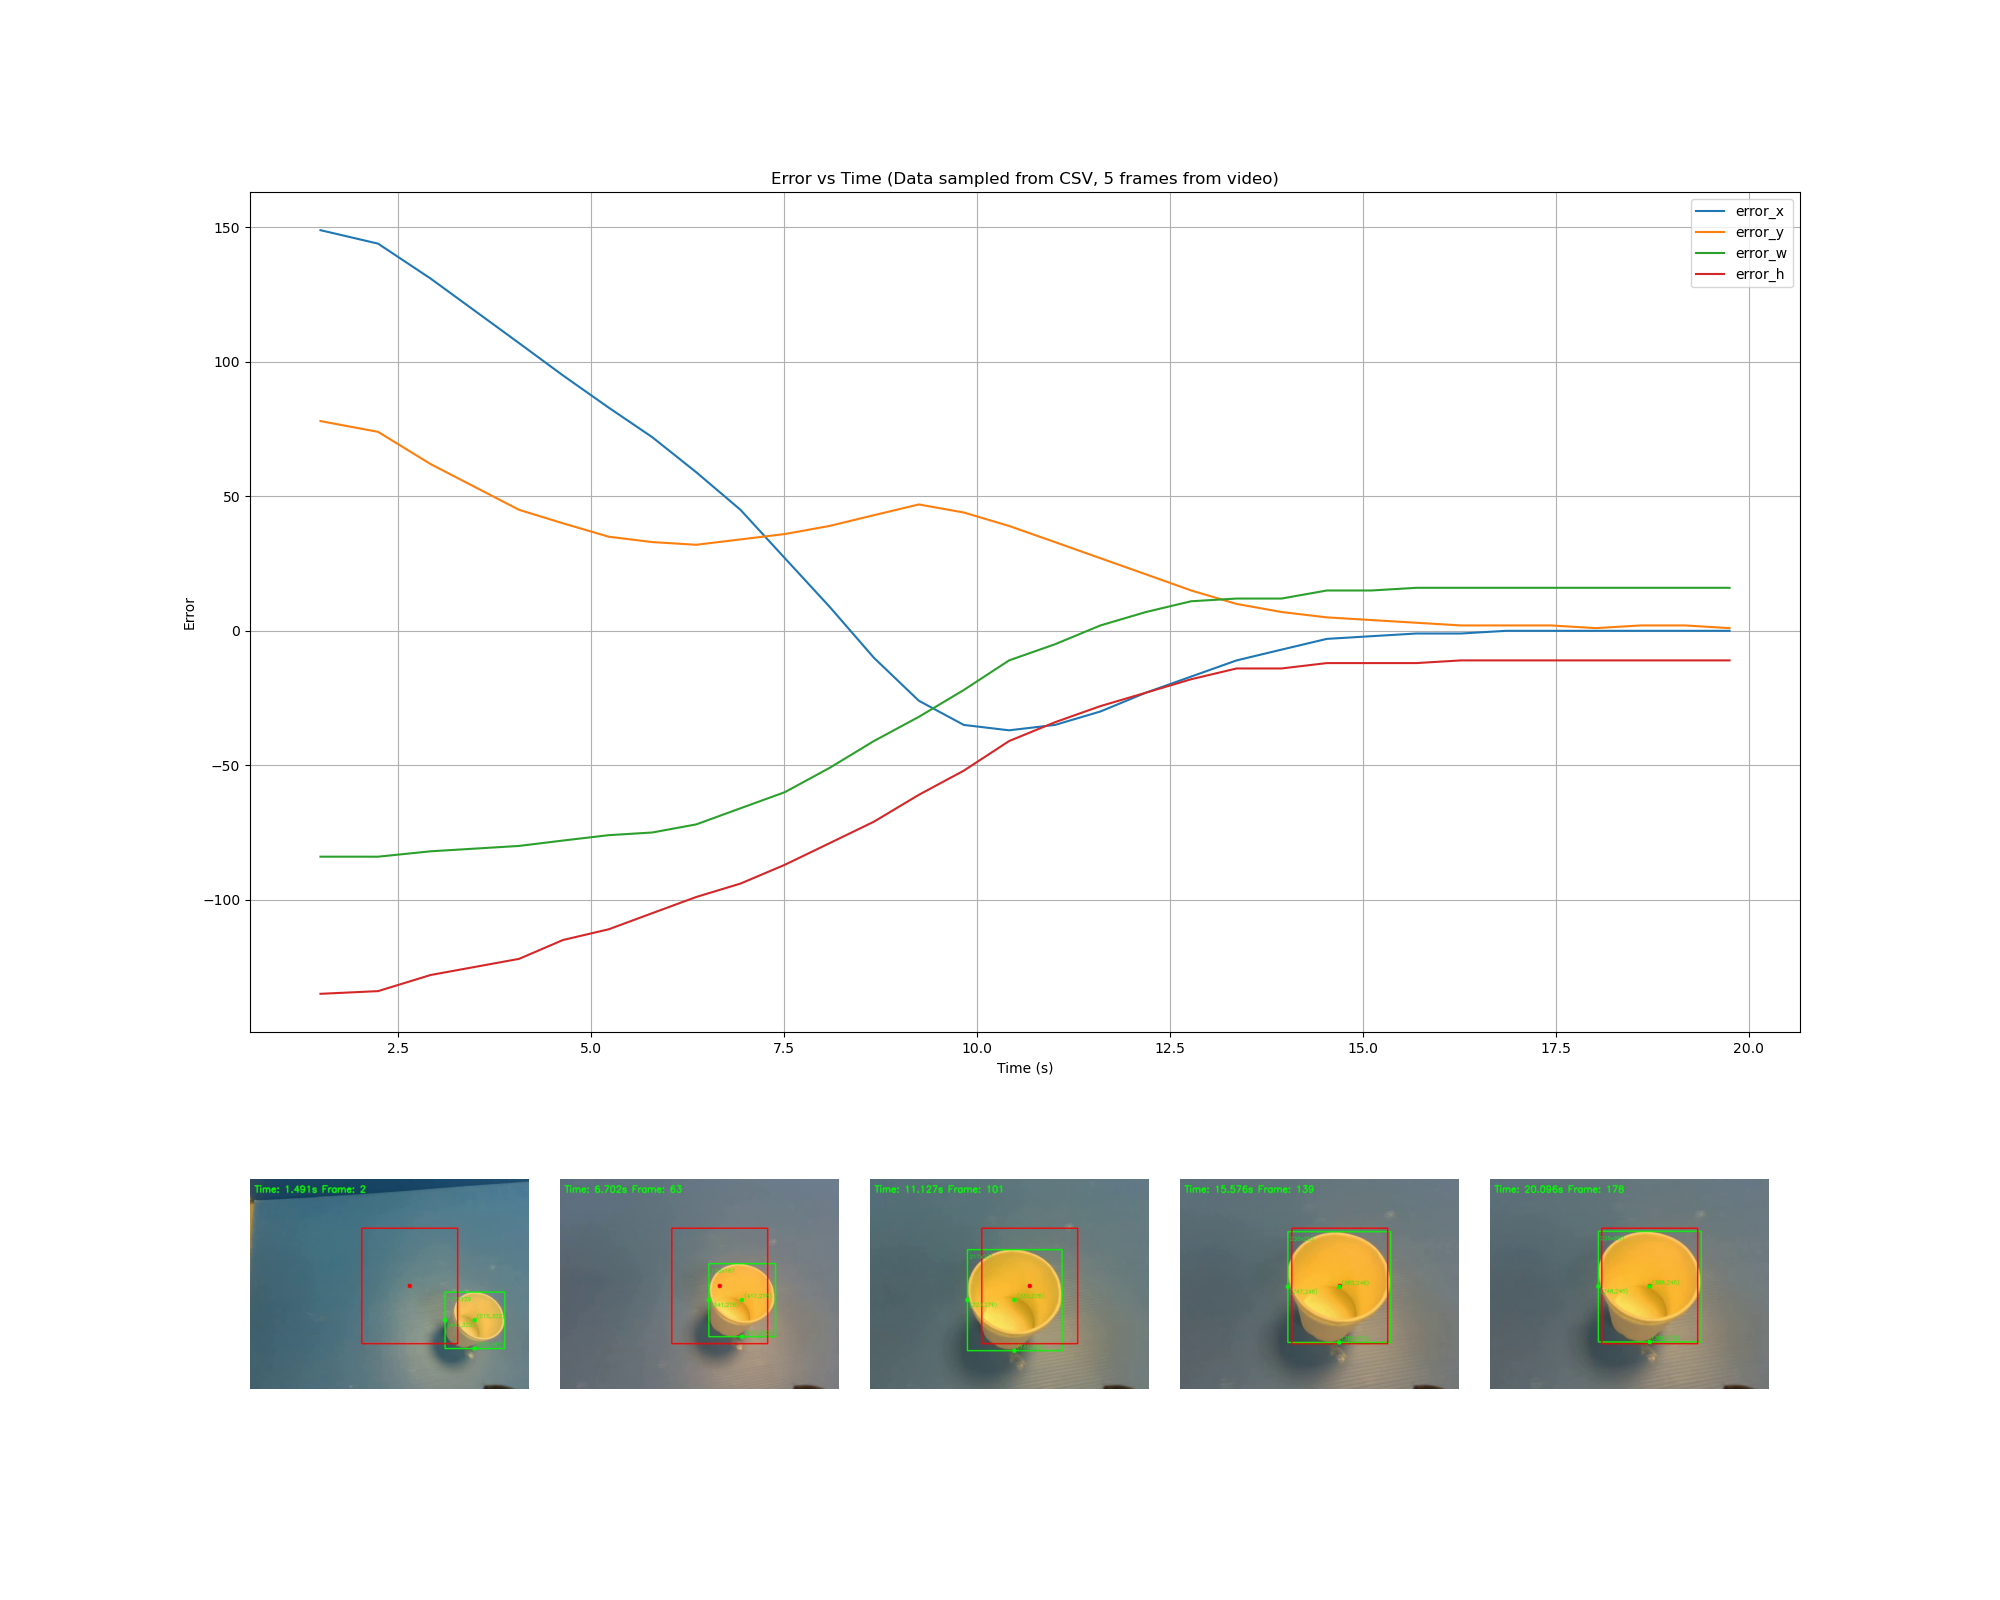 Error vs Time (Data sampled from CSV, 5 frames from video)
error_x
error_y
error_w
error_h
150
100
50
0
−50
−100
Error
2.5 5.0 7.5 10.0 12.5 15.0 17.5 20.0
Time (s)
Time: 1.491s Frame: 2
Time: 6.702s Frame: 63
Time: 11.127s Frame: 101
Time: 15.576s Frame: 139
Time: 20.096s Frame: 178